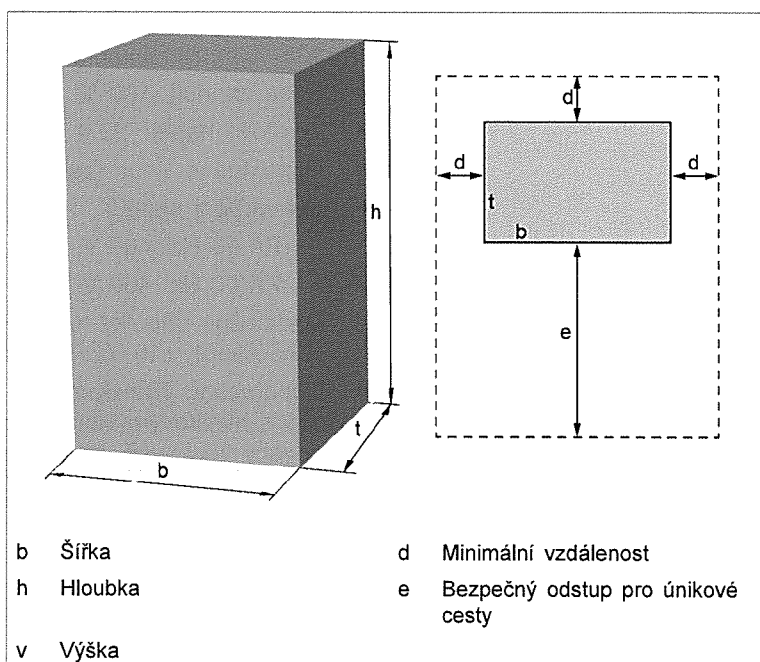 h
t
b
d
d
d
t
b
e
b Šířka
h Hloubka
v Výška
d Minimální vzdálenost
e Bezpečný odstup pro únikové
cesty